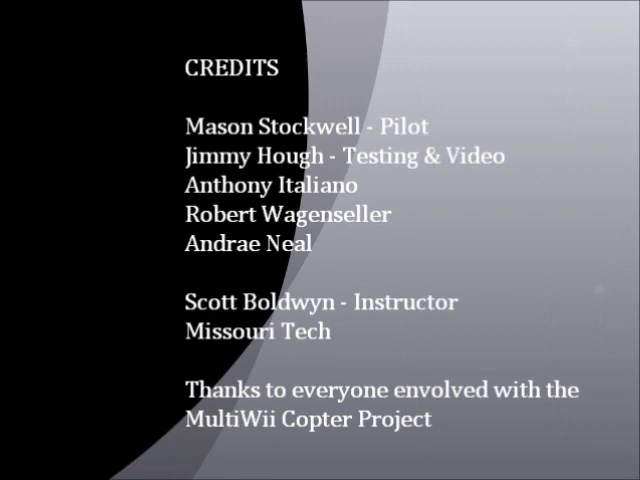 CREDITS
Mason Stockwell - Pilot
Jimmy Hough - Testing & Video
Anthony Italiano
Robert Wagenseller
Andrae Neal
Scott Boldwyn - Instructor
Missouri Tech
Thanks to everyone envolved with the
MultiWii Copter Project